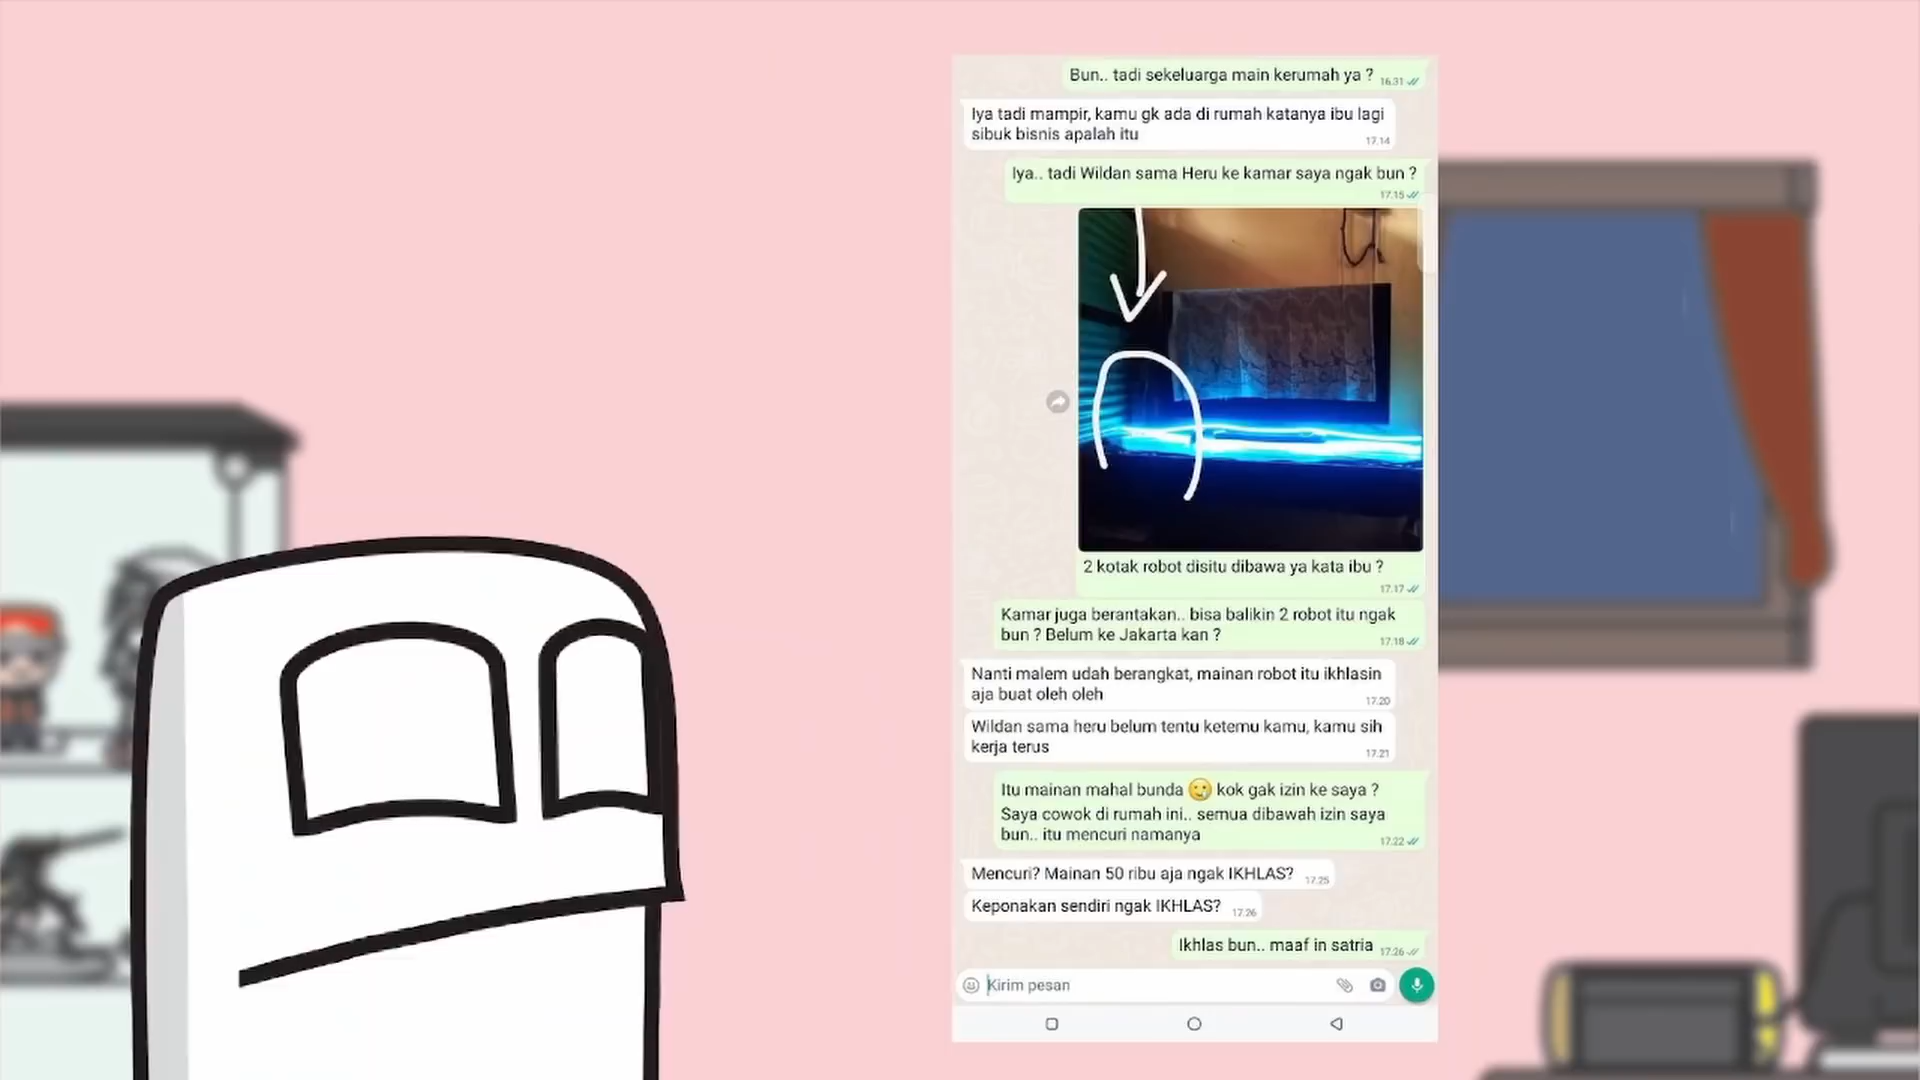 Bun.. tadi sekeluarga main kerumah ya ? 16.31
Iya tadi mampir, kamu gk ada di rumah katanya ibu lagi
sibuk bisnis apalah itu 17.14
Iya.. tadi Wildan sama Heru ke kamar saya ngak bun ?
17.15
2 kotak robot disitu dibawa ya kata ibu ?
17.17
Kamar juga berantakan.. bisa balikin 2 robot itu ngak
bun ? Belum ke Jakarta kan ? 17.18
Nanti malem udah berangkat, mainan robot itu ikhlasin
aja buat oleh oleh 17.20
Wildan sama heru belum tentu ketemu kamu, kamu sih
kerja terus 17.21
Itu mainan mahal bunda 🥲 kok gak izin ke saya ?
Saya cowok di rumah ini.. semua dibawah izin saya
bun.. itu mencuri namanya 17.22
Mencuri? Mainan 50 ribu aja ngak IKHLAS? 17.25
Keponakan sendiri ngak IKHLAS? 17.26
Ikhlas bun.. maaf in satria 17.26
Kirim pesan